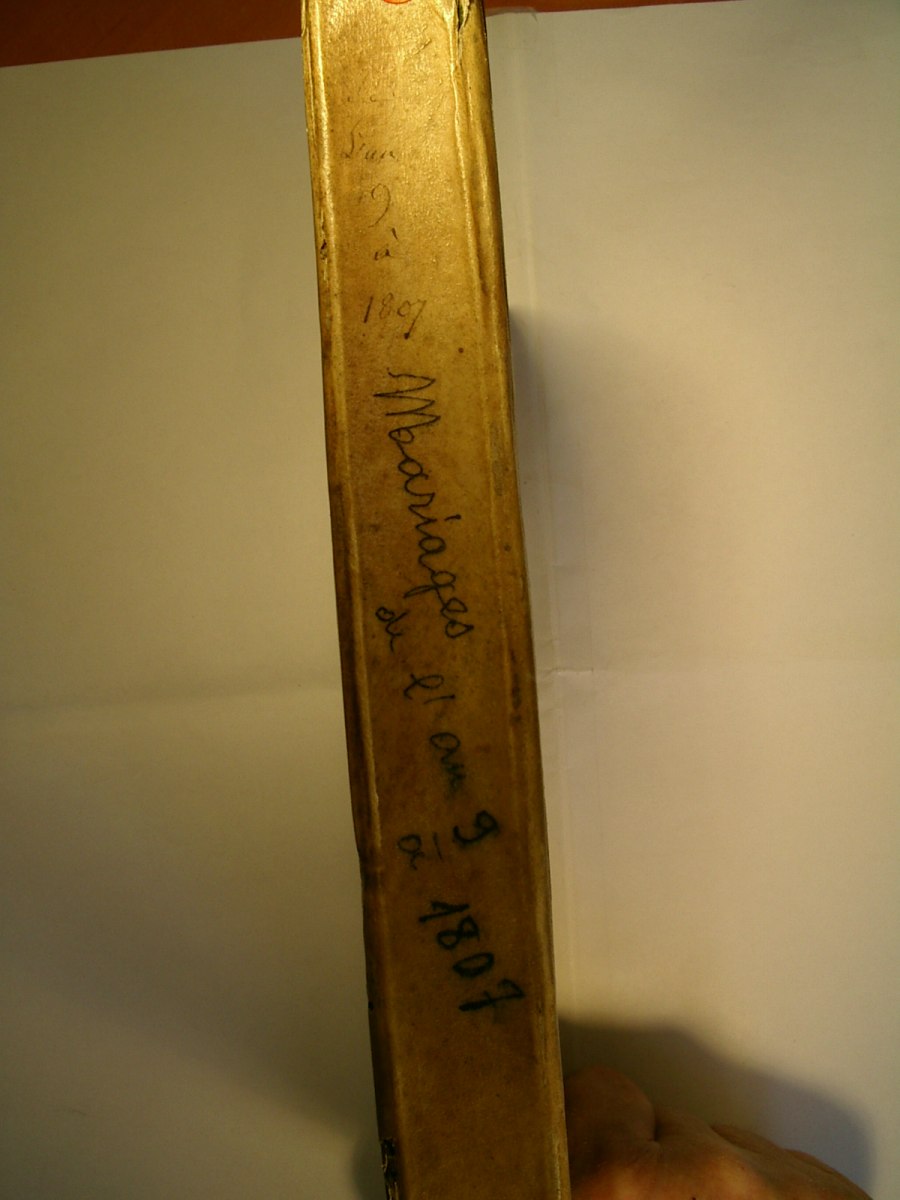 L'an
9
à
1807
Mariages
de l'an 9
à 1807